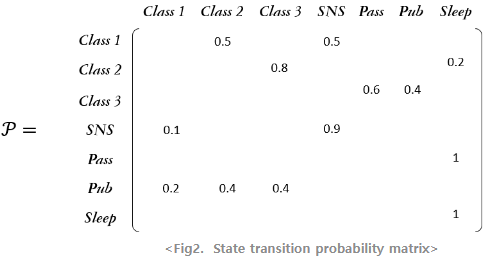 Class 1 Class 2 Class 3 SNS Pass Pub Sleep
Class 1 0.5 0.5
Class 2 0.8 0.2
Class 3 0.6 0.4
𝒫 = SNS 0.1 0.9
Pass 1
Pub 0.2 0.4 0.4
Sleep 1
<Fig2. State transition probability matrix>